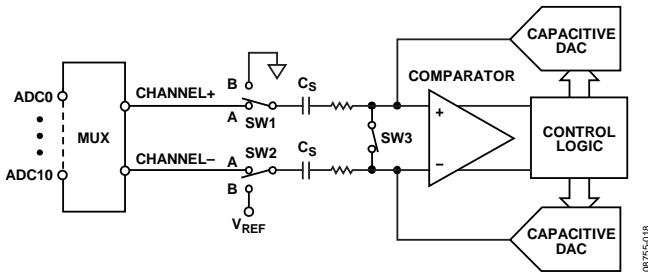 CAPACITIVE
DAC
B
ADC0
CHANNEL+
CS
COMPARATOR
A
SW1
+
MUX
SW3
CONTROL
LOGIC
CHANNEL–
A
SW2
CS
–
ADC10
B
VREF
CAPACITIVE
DAC
08755-018